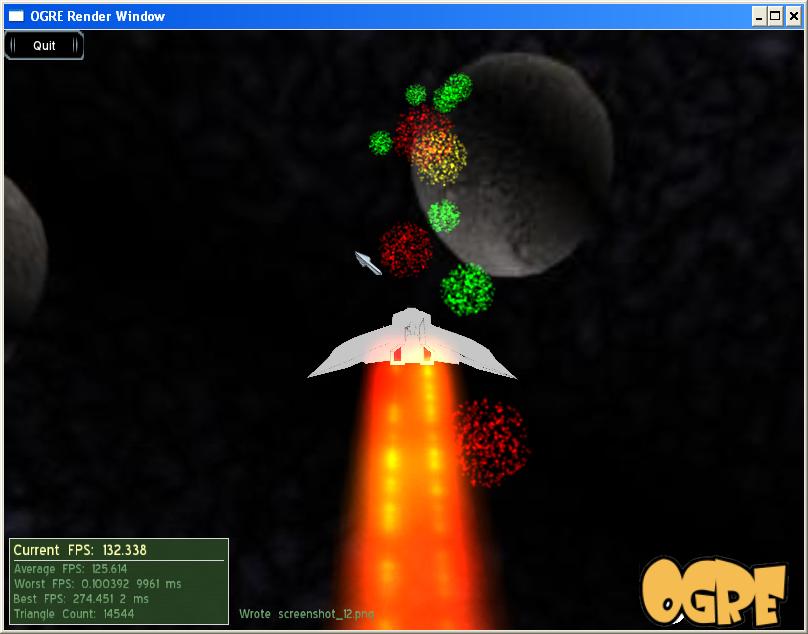 OGRE Render Window
Quit
Current FPS: 132.338
Average FPS: 125.614
Worst FPS: 0.100392 9961 ms
Best FPS: 274.451 2 ms
Triangle Count: 14544
Wrote screenshot_12.png
OGRE